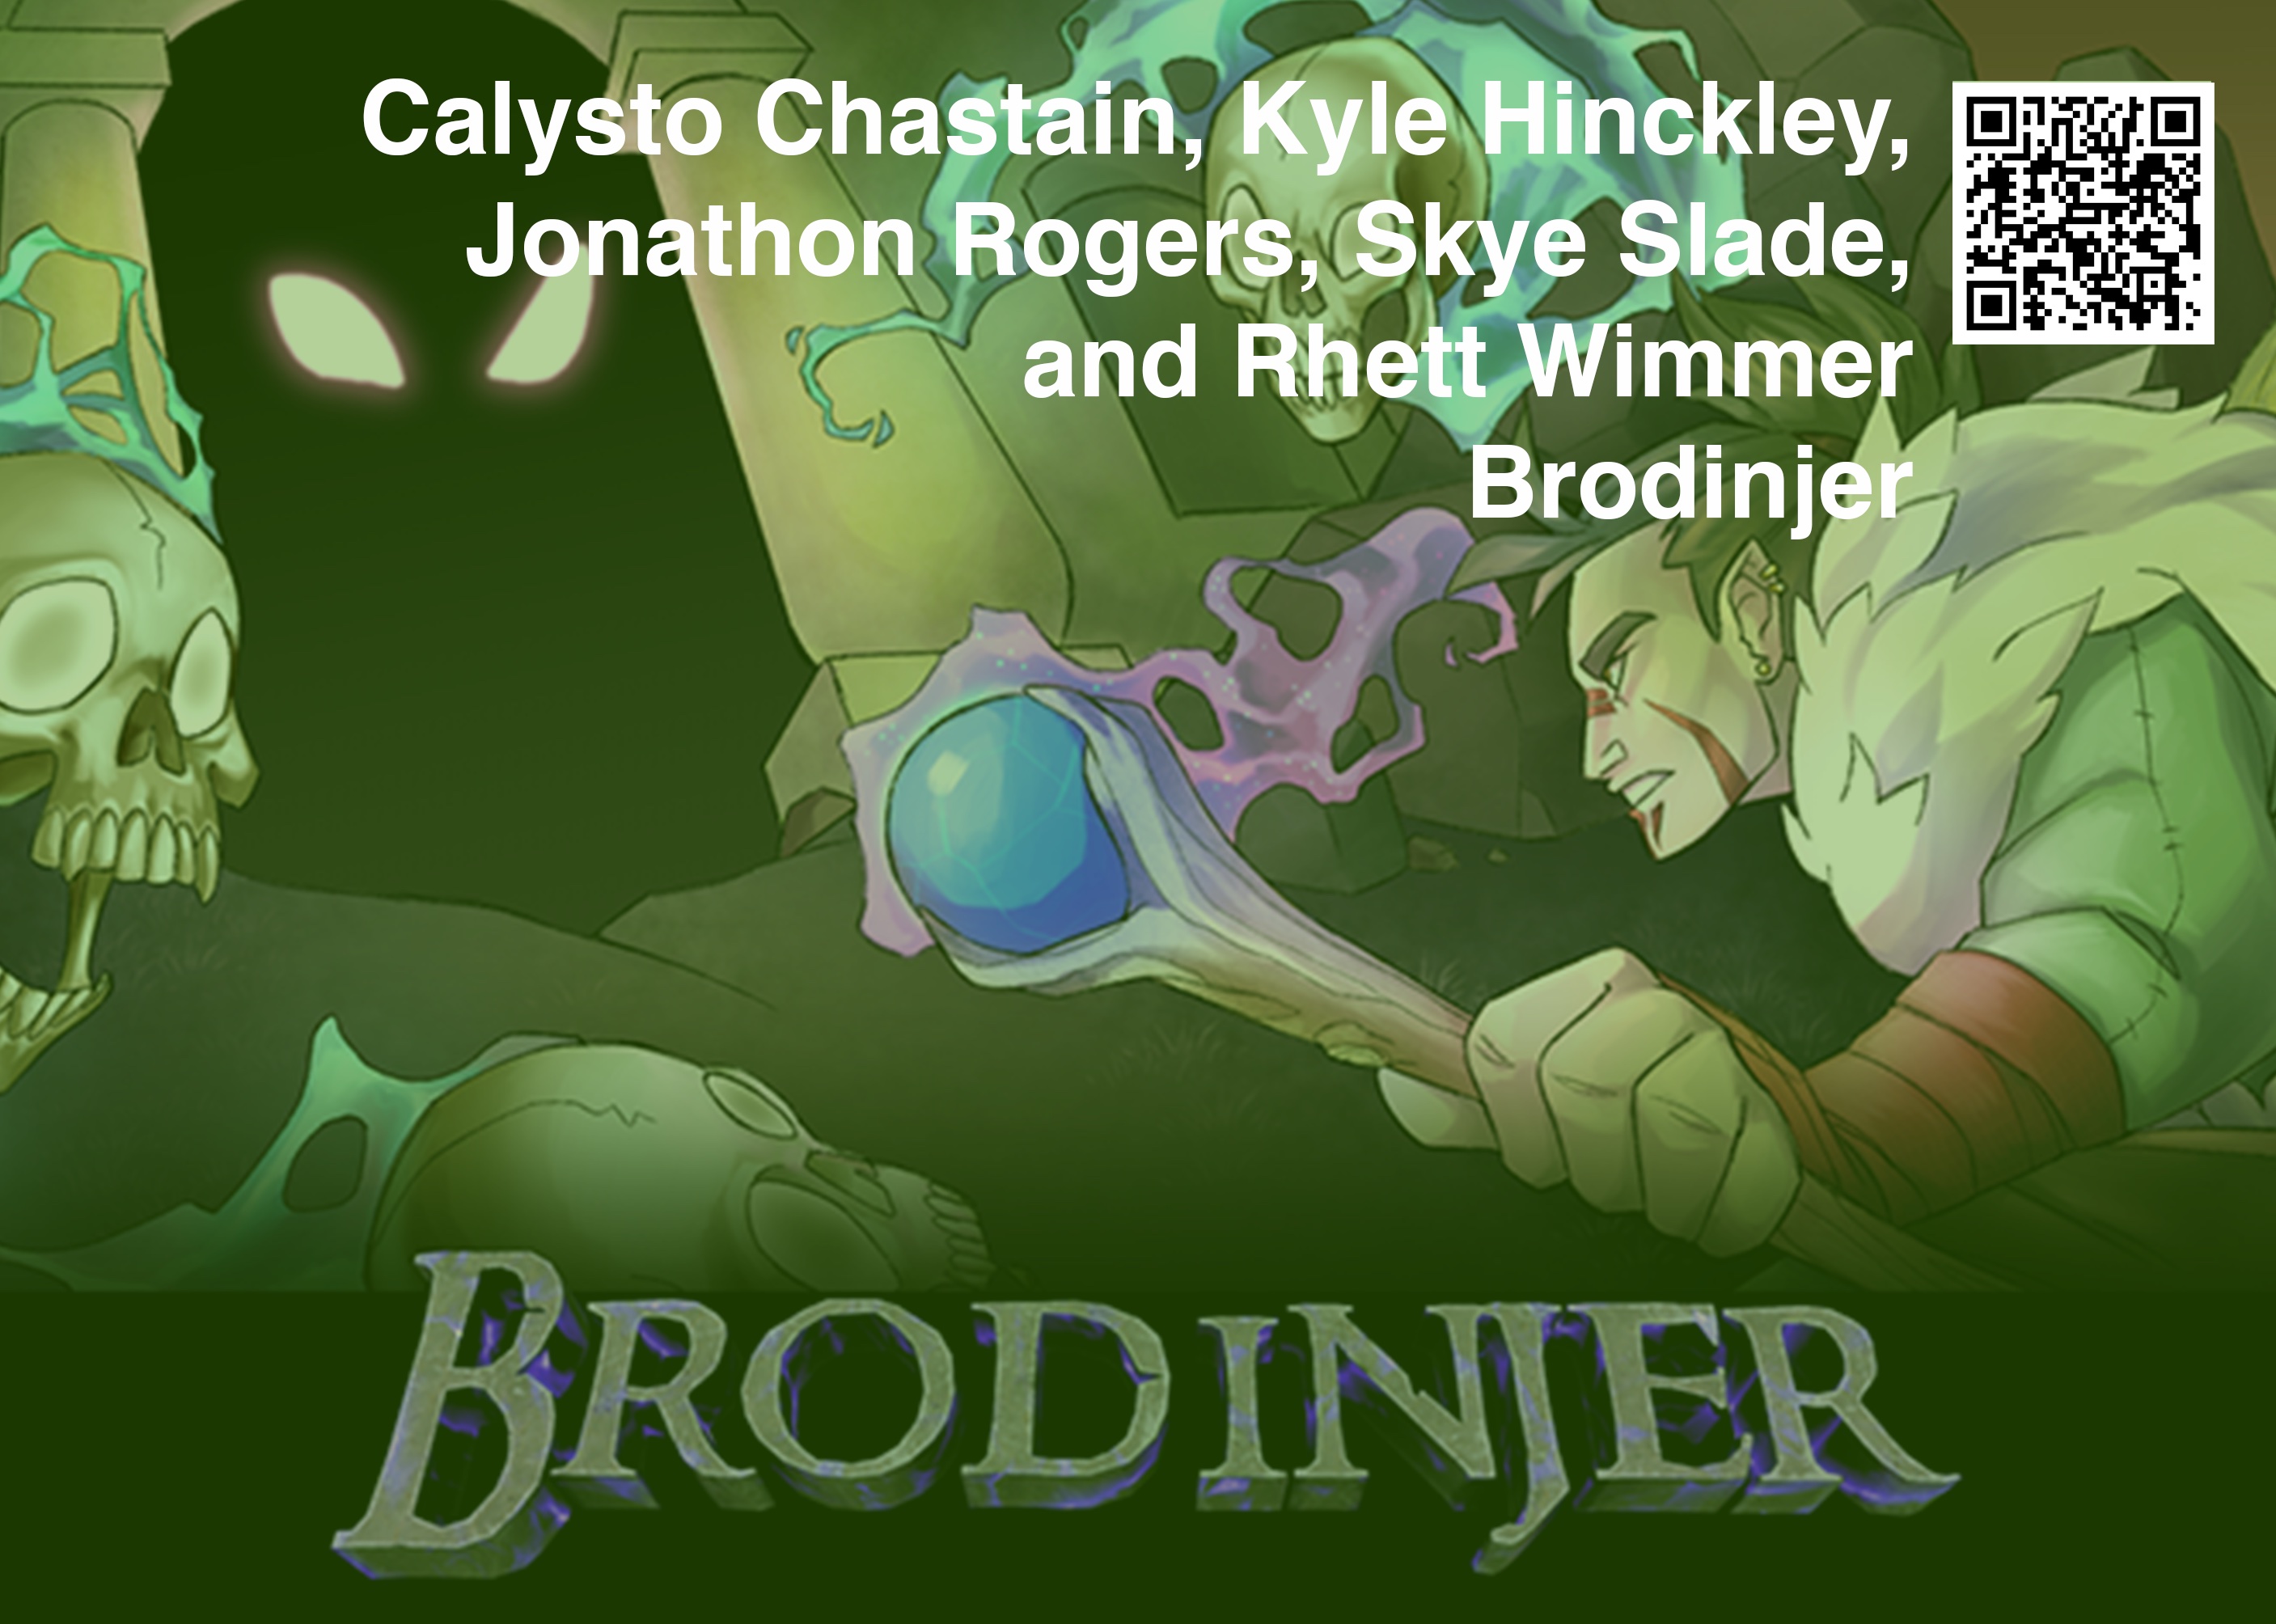 Calysto Chastain, Kyle Hinckley,
Jonathon Rogers, Skye Slade,
and Rhett Wimmer
Brodinjer
BRODINJER